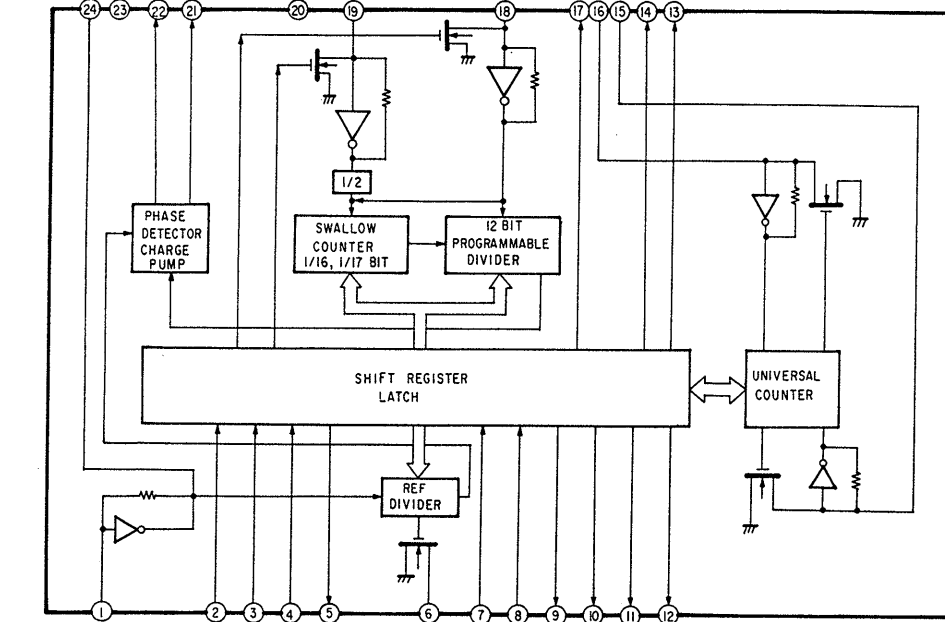 24 23 22 21 20 19 18 17 16 15 14 13
1/2
PHASE
DETECTOR
CHARGE
PUMP
SWALLOW
COUNTER
1/16, 1/17 BIT
12 BIT
PROGRAMMABLE
DIVIDER
SHIFT REGISTER
LATCH
UNIVERSAL
COUNTER
REF
DIVIDER
1 2 3 4 5 6 7 8 9 10 11 12